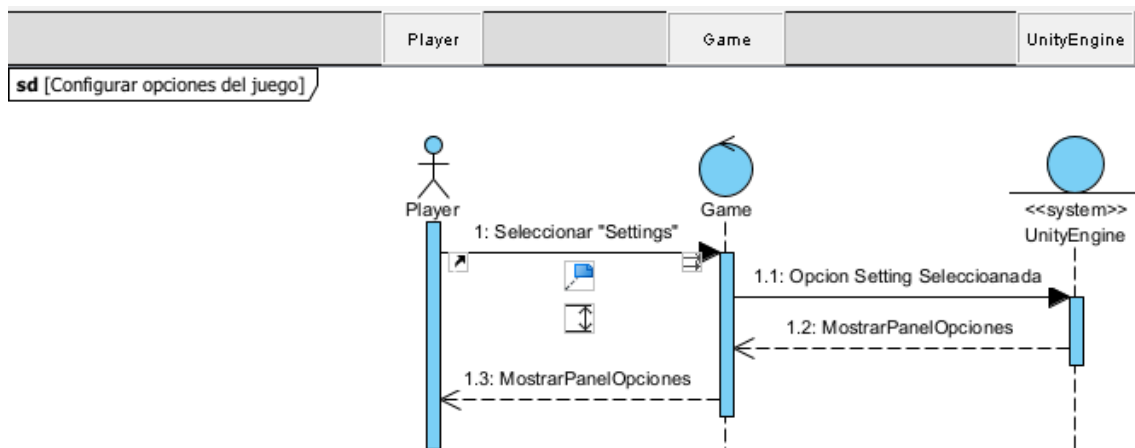 Player
Game
UnityEngine
sd [Configurar opciones del juego]
Player
Game
<<system>>
UnityEngine
1: Seleccionar "Settings"
1.1: Opcion Setting Seleccioanada
1.2: MostrarPanelOpciones
1.3: MostrarPanelOpciones